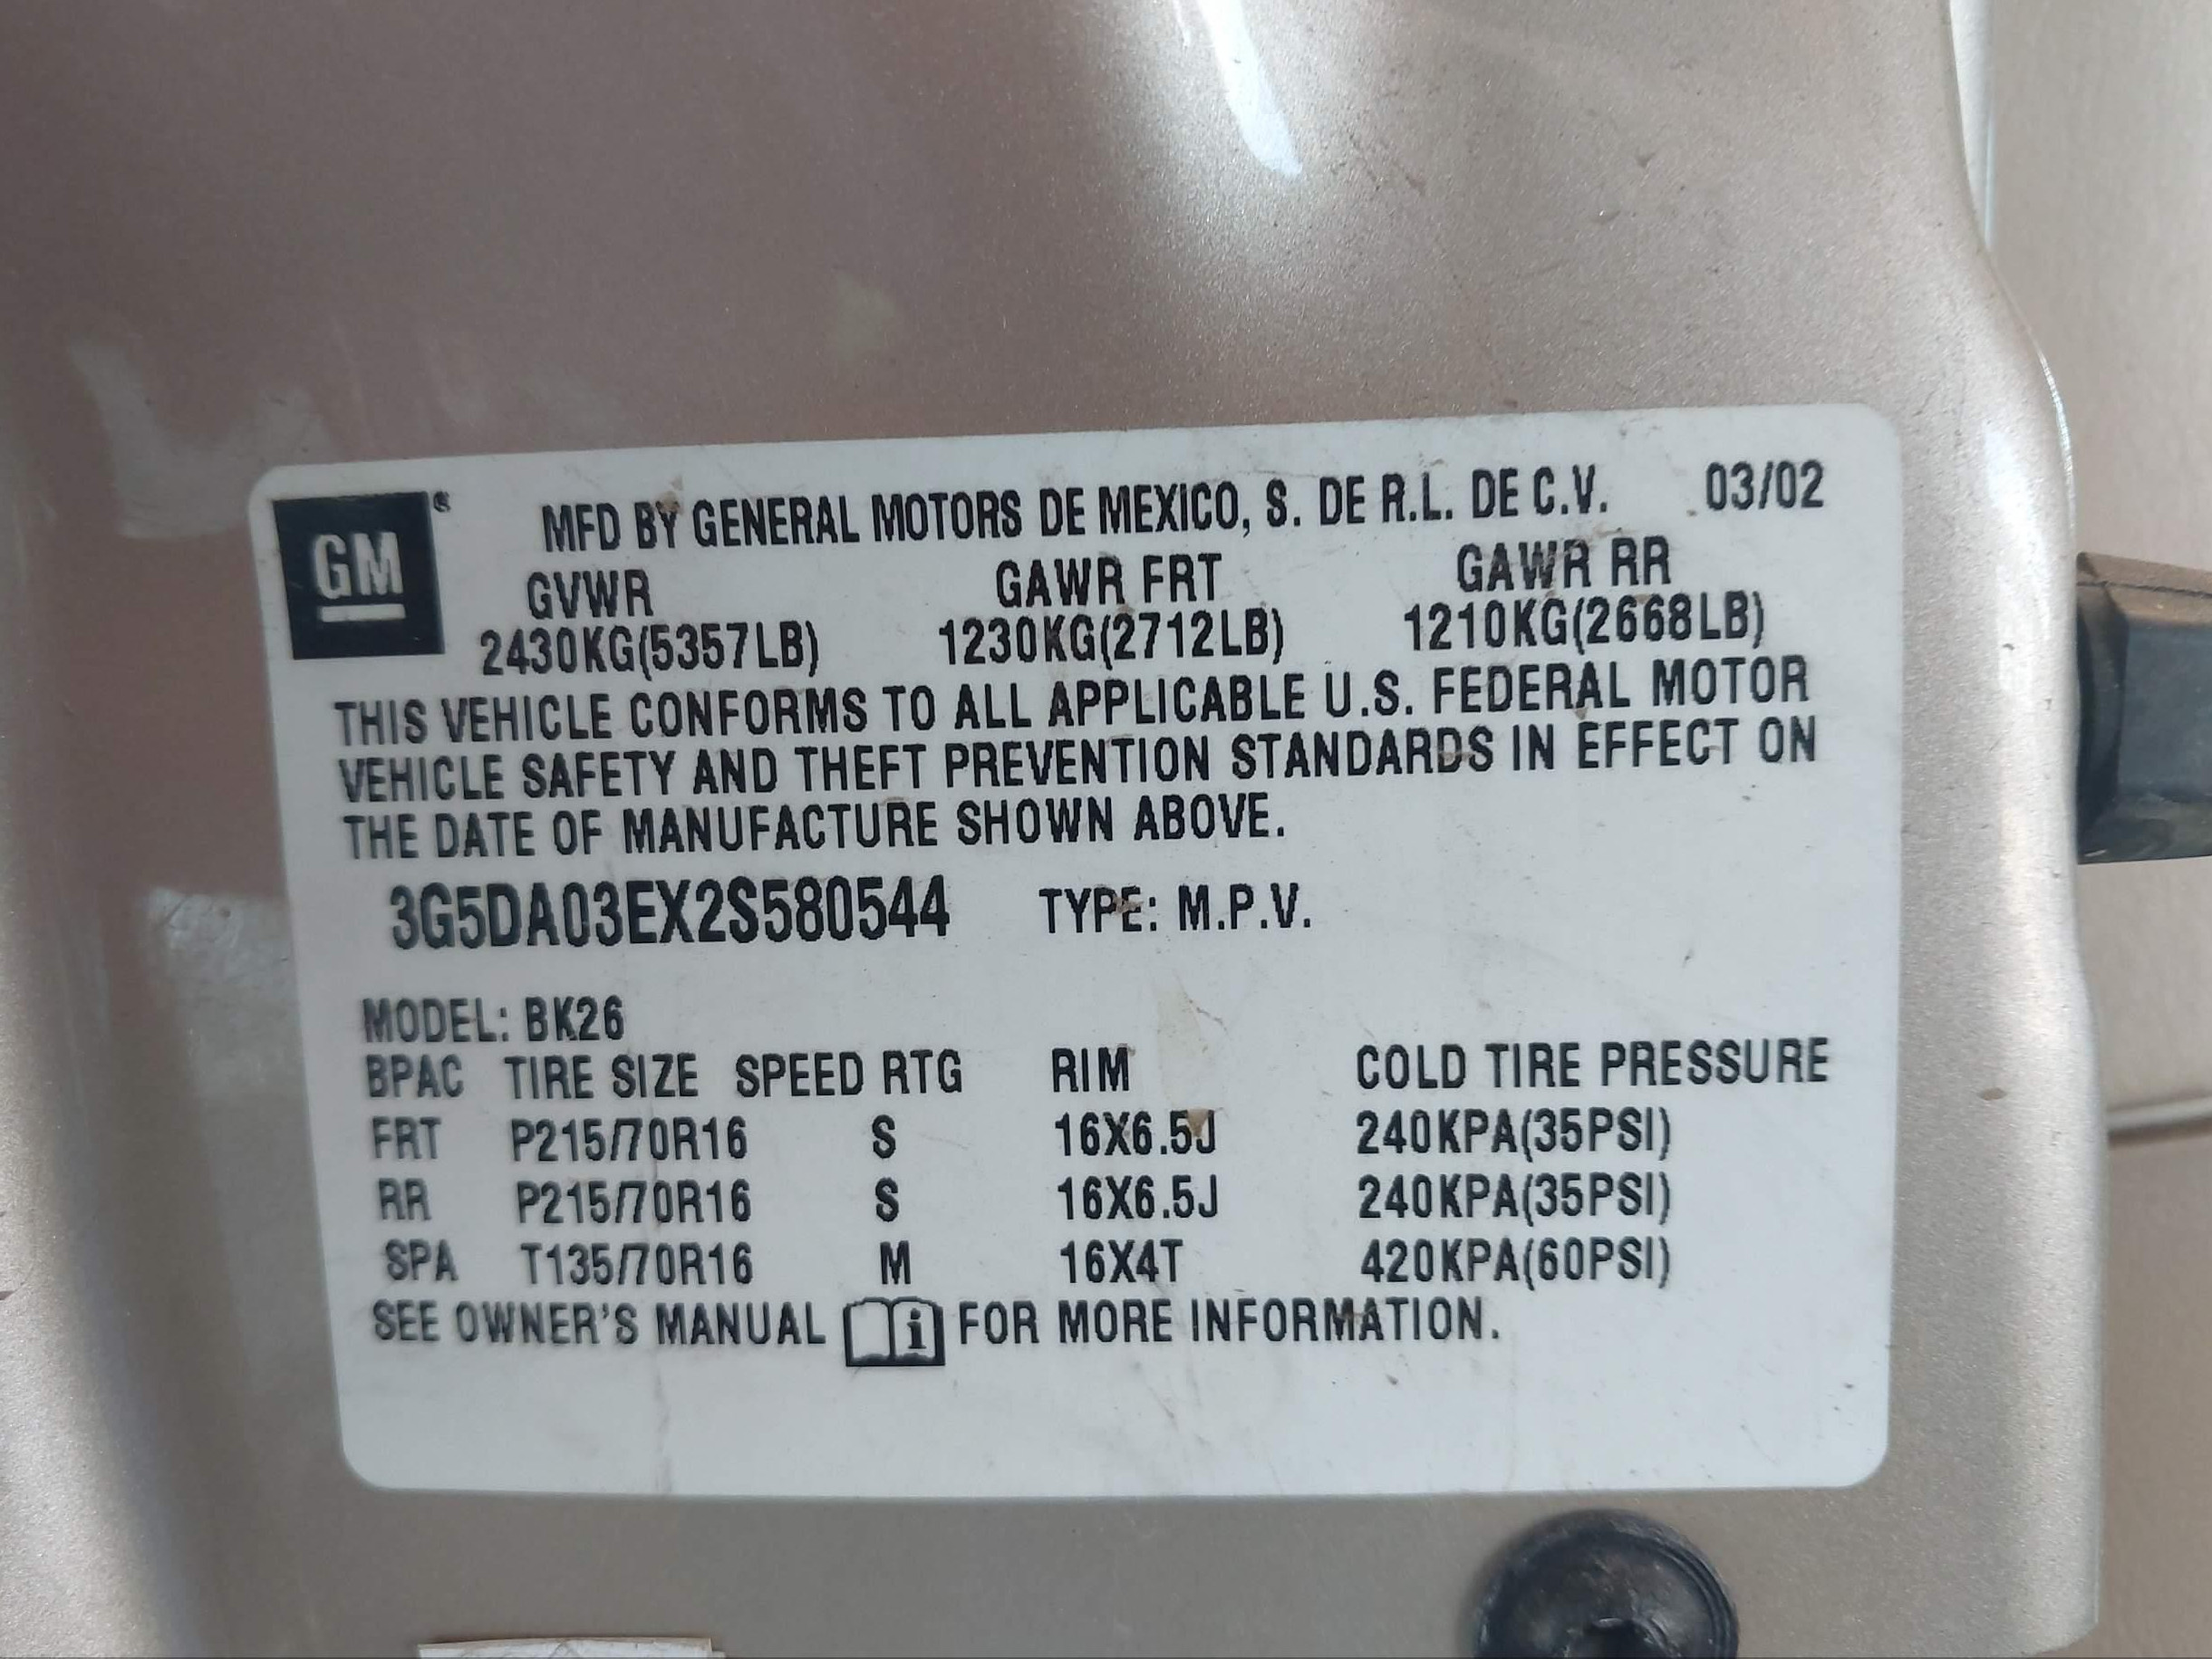 GM
MFD BY GENERAL MOTORS DE MEXICO, S. DE R.L. DE C.V. 03/02
GVWR GAWR FRT GAWR RR
2430KG(5357LB) 1230KG(2712LB) 1210KG(2668LB)
THIS VEHICLE CONFORMS TO ALL APPLICABLE U.S. FEDERAL MOTOR
VEHICLE SAFETY AND THEFT PREVENTION STANDARDS IN EFFECT ON
THE DATE OF MANUFACTURE SHOWN ABOVE.
3G5DA03EX2S580544 TYPE: M.P.V.
MODEL: BK26
BPAC TIRE SIZE SPEED RTG RIM COLD TIRE PRESSURE
FRT P215/70R16 S 16X6.5J 240KPA(35PSI)
RR P215/70R16 S 16X6.5J 240KPA(35PSI)
SPA T135/70R16 M 16X4T 420KPA(60PSI)
SEE OWNER'S MANUAL i FOR MORE INFORMATION.